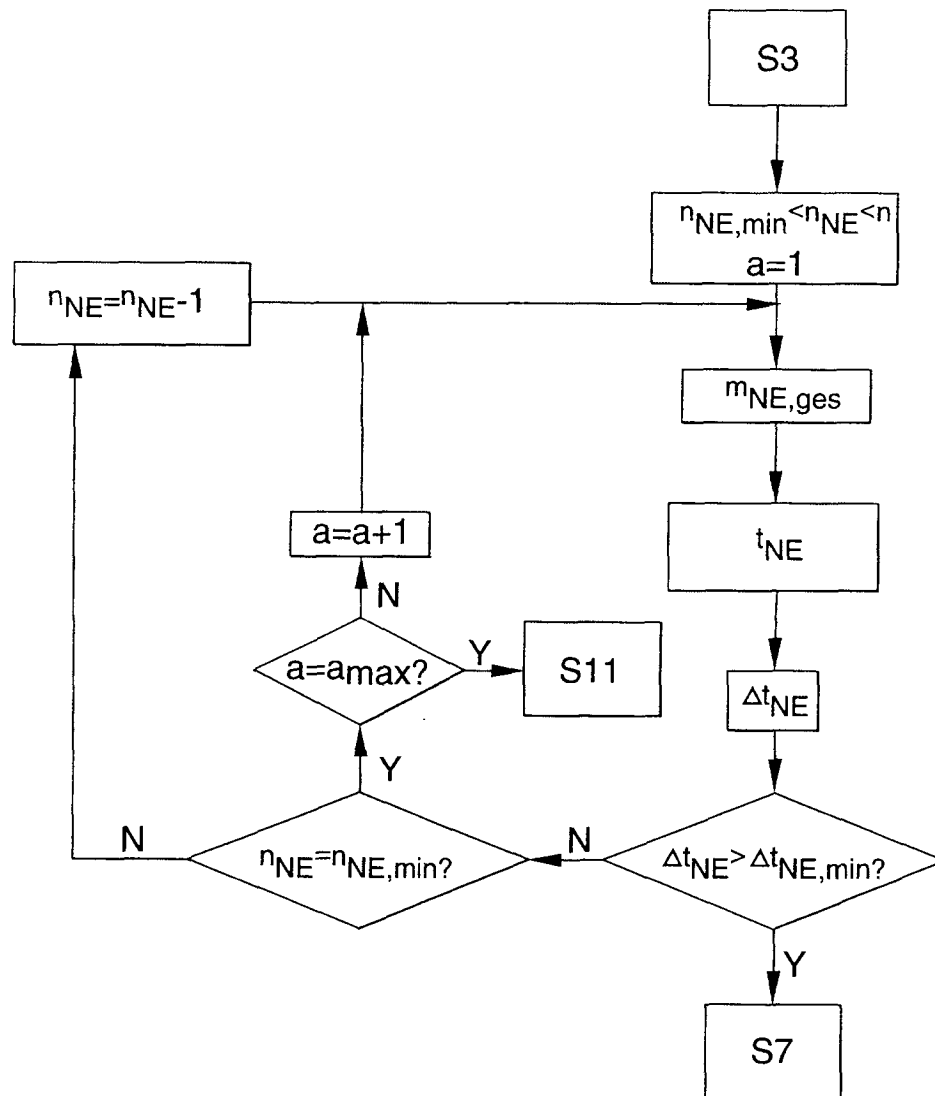 S3
nNE,min<nNE<n
a=1
nNE=nNE-1
mNE,ges
tNE
a=a+1
N
a=amax?
Y
S11
ΔtNE
Y
N
nNE=nNE,min?
N
ΔtNE>ΔtNE,min?
Y
S7